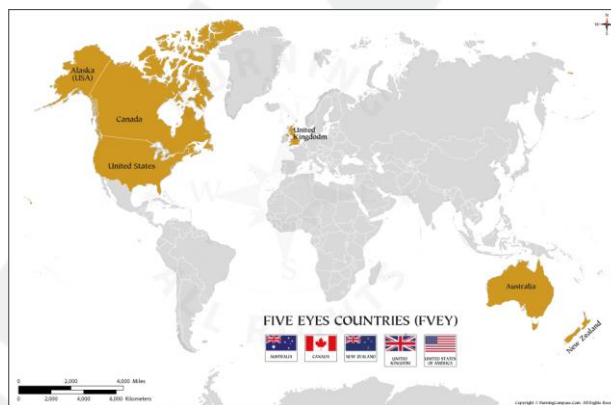 N
Alaska
(USA)
Canada
United States
United
Kingdodm
Australia
New Zealand
FIVE EYES COUNTRIES (FVEY)
AUSTRALIA
CANADA
NEW ZEALAND
UNITED
KINGDOM
UNITED STATES
OF AMERICA
0 2,000 4,000 Miles
0 2,000 4,000 6,000 Kilometers